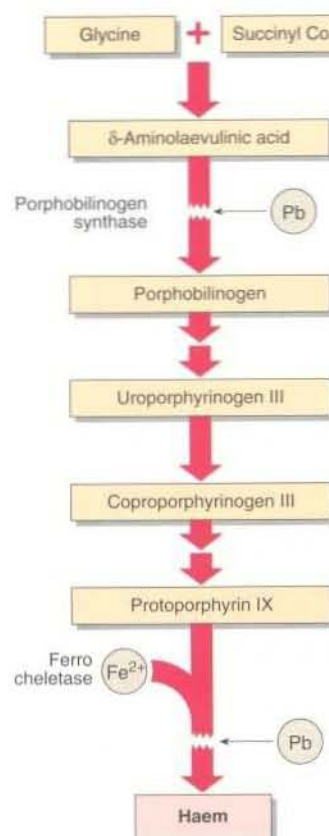 Glycine + Succinyl Co
δ-Aminolaevulinic acid
Porphobilinogen
synthase
Pb
Porphobilinogen
Uroporphyrinogen III
Coproporphyrinogen III
Protoporphyrin IX
Ferro
cheletase
Fe2+
Pb
Haem